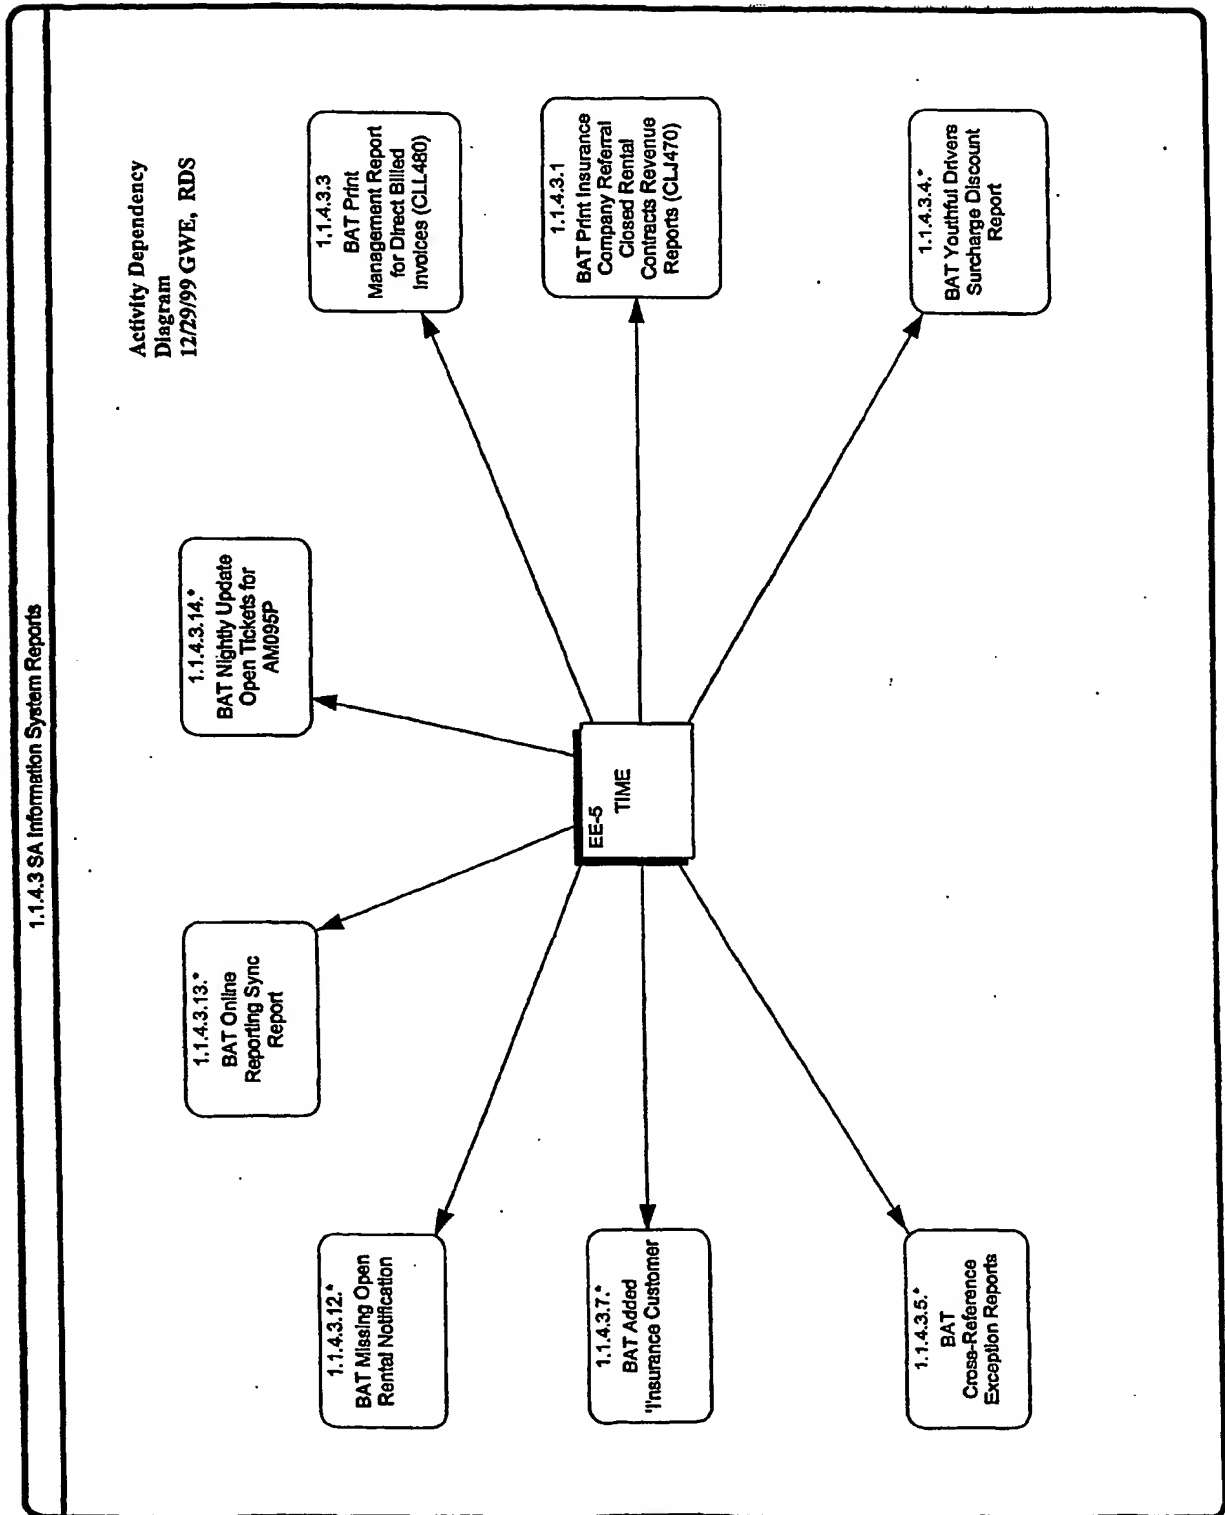 1.1.4.3 SA Information System Reports
Activity Dependency
Diagram
12/29/99 GWE, RDS
1.1.4.3.12.*
BAT Missing Open
Rental Notification
1.1.4.3.13.*
BAT Online
Reporting Sync
Report
1.1.4.3.14.*
BAT Nightly Update
Open Tickets for
AM095P
1.1.4.3.3
BAT Print
Management Report
for Direct Billed
Invoices (CLL480)
1.1.4.3.7.*
BAT Added
'I'nsurance Customer
EE-5
TIME
1.1.4.3.1
BAT Print Insurance
Company Referral
Closed Rental
Contracts Revenue
Reports (CLJ470)
1.1.4.3.5.*
BAT
Cross-Reference
Exception Reports
1.1.4.3.4.*
BAT Youthful Drivers
Surcharge Discount
Report